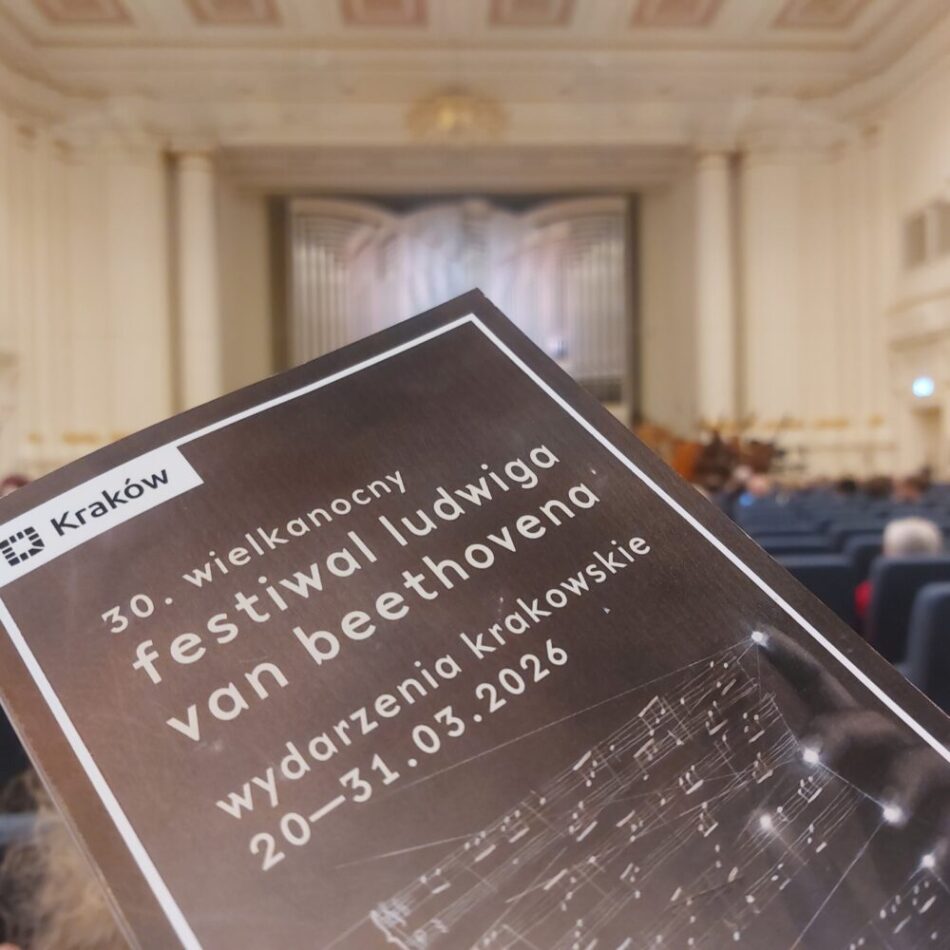 Kraków
30. wielkanocny
festiwal ludwiga
van beethovena
wydarzenia krakowskie
20—31.03.2026